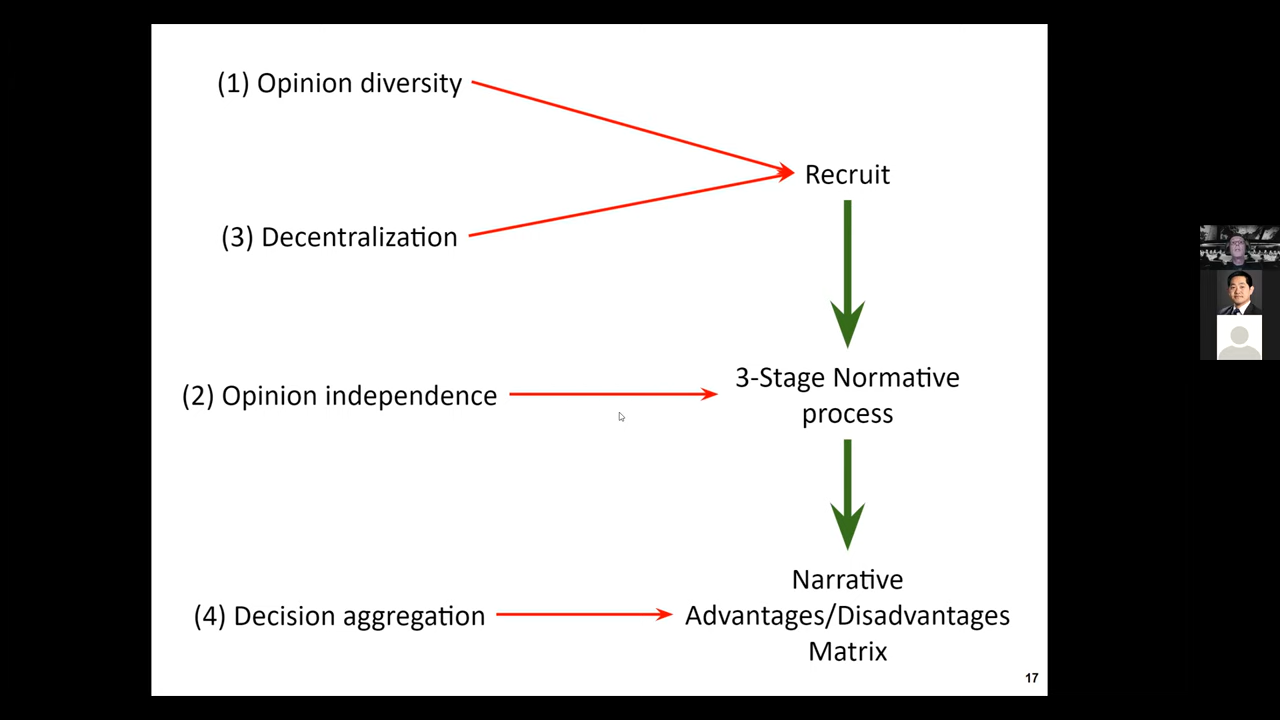 (1) Opinion diversity
Recruit
(3) Decentralization
(2) Opinion independence
3-Stage Normative
process
(4) Decision aggregation
Narrative
Advantages/Disadvantages
Matrix
17